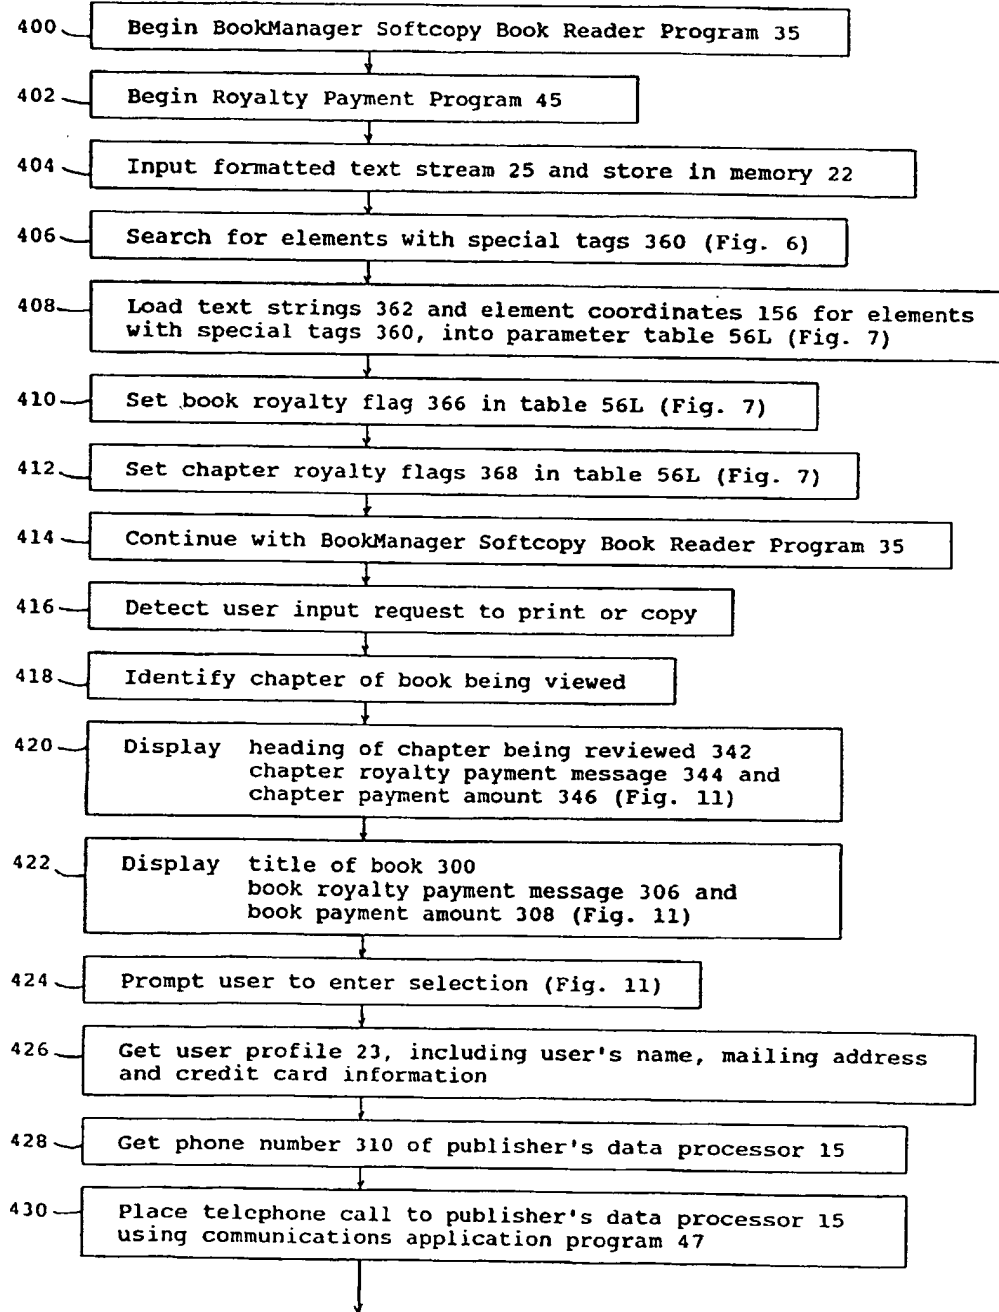 400 Begin BookManager Softcopy Book Reader Program 35
402 Begin Royalty Payment Program 45
404 Input formatted text stream 25 and store in memory 22
406 Search for elements with special tags 360 (Fig. 6)
408 Load text strings 362 and element coordinates 156 for elements
with special tags 360, into parameter table 56L (Fig. 7)
410 Set book royalty flag 366 in table 56L (Fig. 7)
412 Set chapter royalty flags 368 in table 56L (Fig. 7)
414 Continue with BookManager Softcopy Book Reader Program 35
416 Detect user input request to print or copy
418 Identify chapter of book being viewed
420 Display heading of chapter being reviewed 342
chapter royalty payment message 344 and
chapter payment amount 346 (Fig. 11)
422 Display title of book 300
book royalty payment message 306 and
book payment amount 308 (Fig. 11)
424 Prompt user to enter selection (Fig. 11)
426 Get user profile 23, including user's name, mailing address
and credit card information
428 Get phone number 310 of publisher's data processor 15
430 Place telephone call to publisher's data processor 15
using communications application program 47